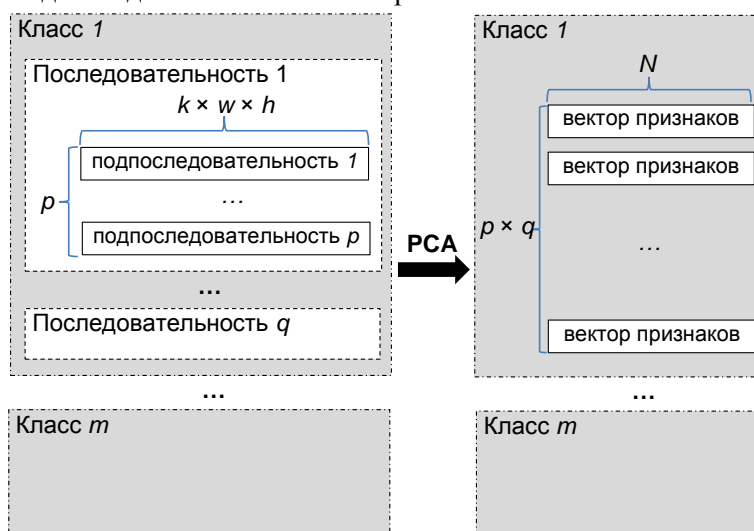 Класс 1
Последовательность 1
k × w × h
подпоследовательность 1
p
...
подпоследовательность p
...
Последовательность q
...
Класс m
PCA
Класс 1
N
вектор признаков
вектор признаков
p × q
...
вектор признаков
...
Класс m